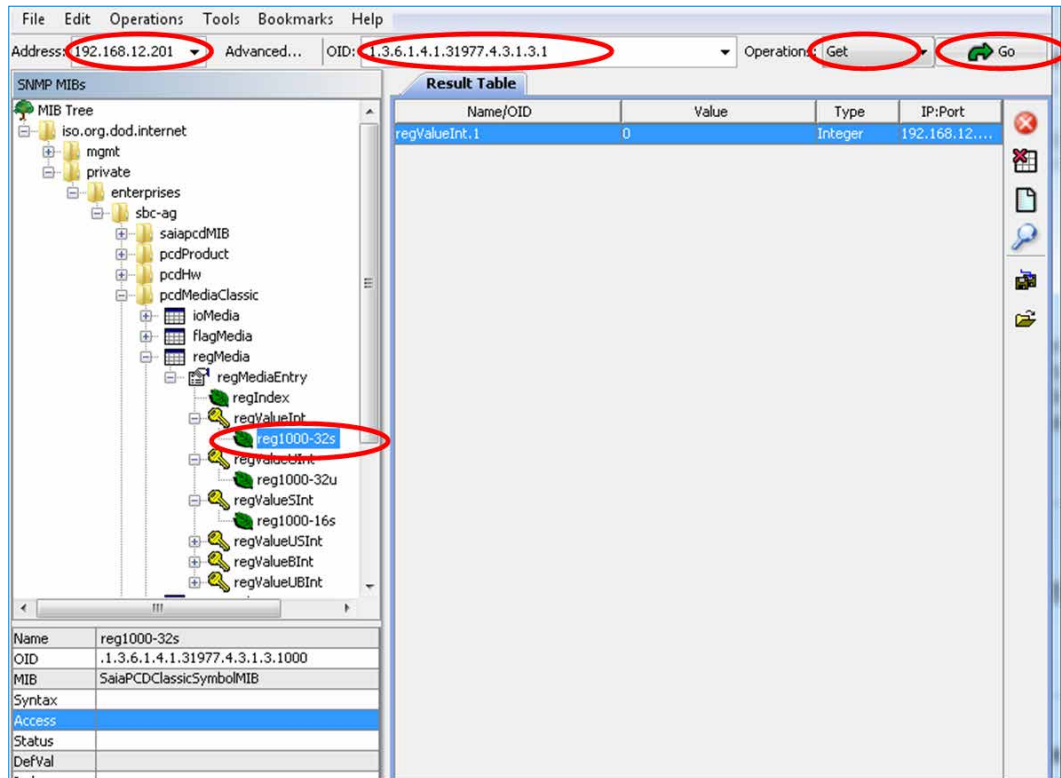 File Edit Operations Tools Bookmarks Help
Address: 192.168.12.201 Advanced... OID: .1.3.6.1.4.1.31977.4.3.1.3.1 Operations: Get Go
SNMP MIBs
MIB Tree
iso.org.dod.internet
mgmt
private
enterprises
sbc-ag
saiapcdMIB
pcdProduct
pcdHw
pcdMediaClassic
ioMedia
flagMedia
regMedia
regMediaEntry
regIndex
regValueInt
reg1000-32s
regValueUInt
reg1000-32u
regValueSInt
reg1000-16s
regValueUSInt
regValueBInt
regValueUBInt
Name reg1000-32s
OID .1.3.6.1.4.1.31977.4.3.1.3.1000
MIB SaiaPCDClassicSymbolMIB
Syntax
Access
Status
DefVal
Result Table
Name/OID Value Type IP:Port
regValueInt.1 0 Integer 192.168.12....